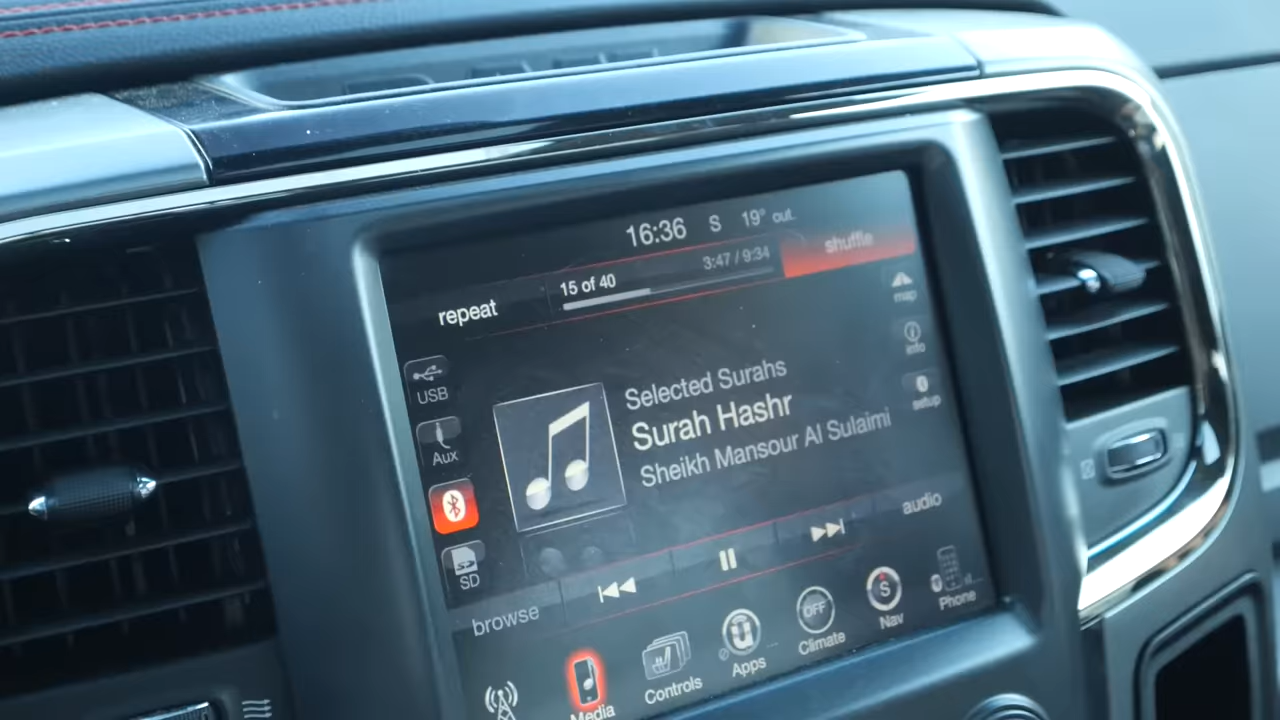 16:36 S 19° out.
repeat 15 of 40 3:47 / 9:34 shuffle
map
info
setup
USB
Aux
SD
Selected Surahs
Surah Hashr
Sheikh Mansour Al Sulaimi
browse audio
Media Controls Apps OFF Climate S Nav Phone